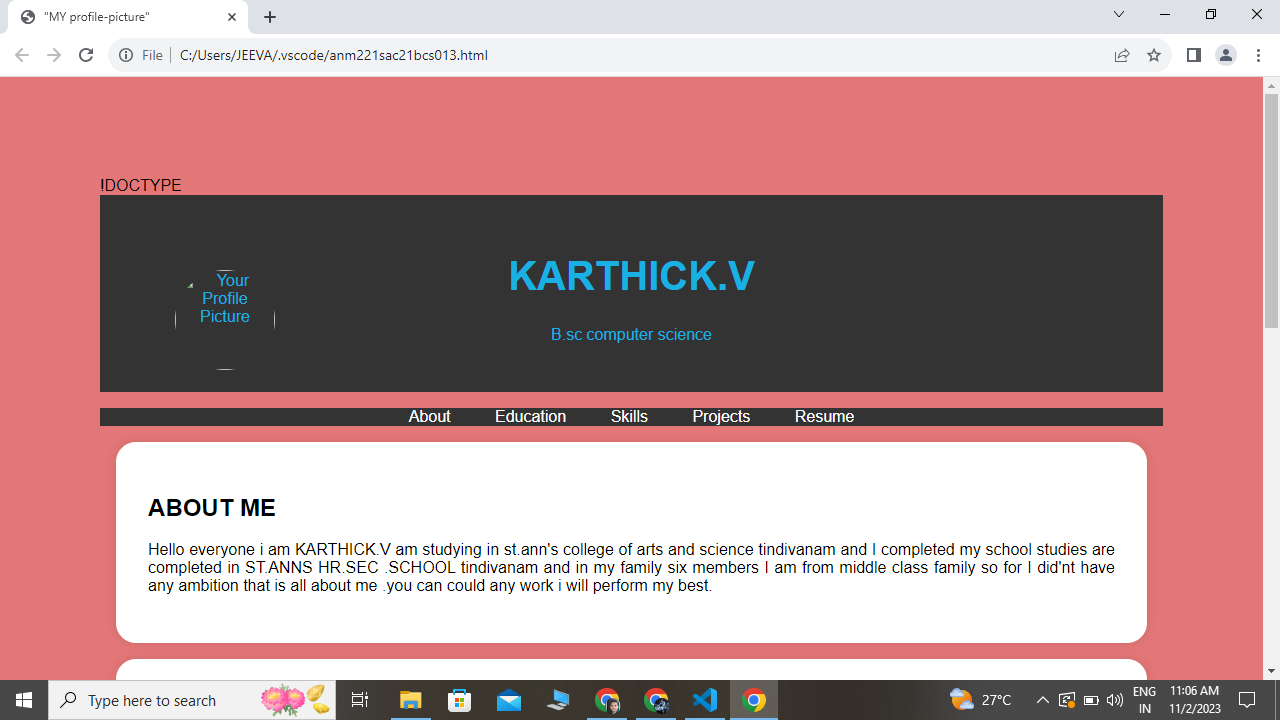 "MY profile-picture"
File
C:/Users/JEEVA/.vscode/anm221sac21bcs013.html
!DOCTYPE
Your
Profile
Picture
KARTHICK.V
B.sc computer science
About Education Skills Projects Resume
ABOUT ME
Hello everyone i am KARTHICK.V am studying in st.ann's college of arts and science tindivanam and I completed my school studies are
completed in ST.ANNS HR.SEC .SCHOOL tindivanam and in my family six members I am from middle class family so for I did'nt have
any ambition that is all about me .you can could any work i will perform my best.
Type here to search
27°C
ENG
IN
11:06 AM
11/2/2023